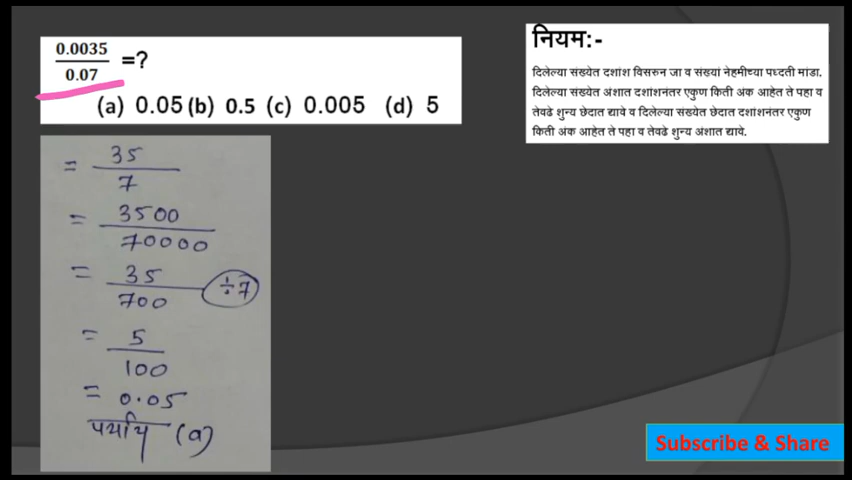 0.0035
0.07 =?
(a) 0.05 (b) 0.5 (c) 0.005 (d) 5
= 35
7
= 3500
70000
= 35 ÷7
700
= 5
100
= 0.05
पर्याय (a)
नियम:-
दिलेल्या संख्येत दशांश विसरुन जा व संख्यां नेहमीच्या पध्दती मांडा.
दिलेल्या संख्येत अंशात दशांशनंतर एकुण किती अंक आहेत ते पहा व
तेवढे शुन्य छेदात द्यावे व दिलेल्या संख्येत छेदात दशांशनंतर एकुण
किती अंक आहेत ते पहा व तेवढे शुन्य अंशात द्यावे.
Subscribe & Share